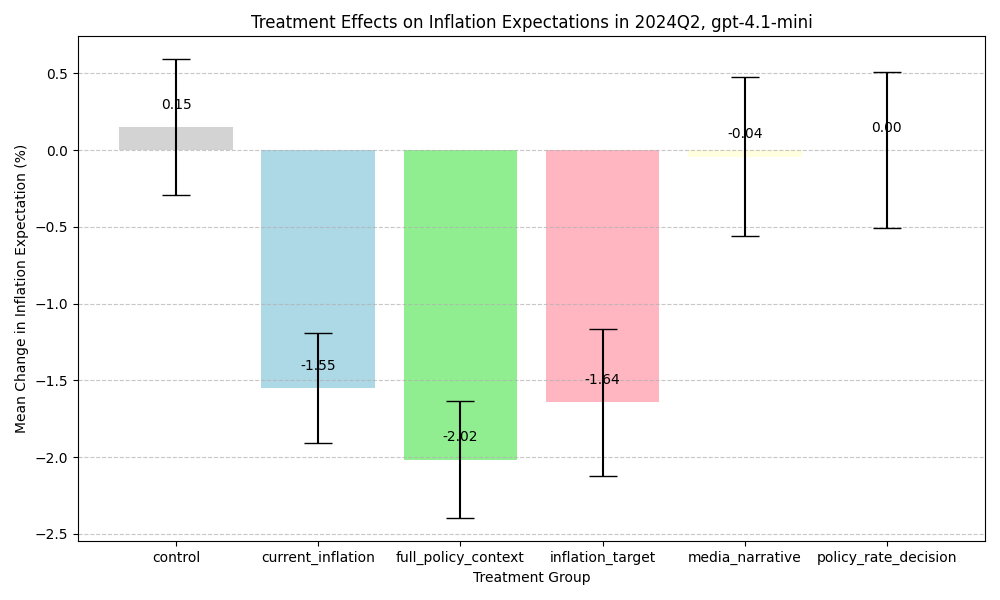 Treatment Effects on Inflation Expectations in 2024Q2, gpt-4.1-mini
Mean Change in Inflation Expectation (%)
0.5
0.0
−0.5
−1.0
−1.5
−2.0
−2.5
0.15
-1.55
-2.02
-1.64
-0.04
0.00
control
current_inflation
full_policy_context
inflation_target
media_narrative
policy_rate_decision
Treatment Group